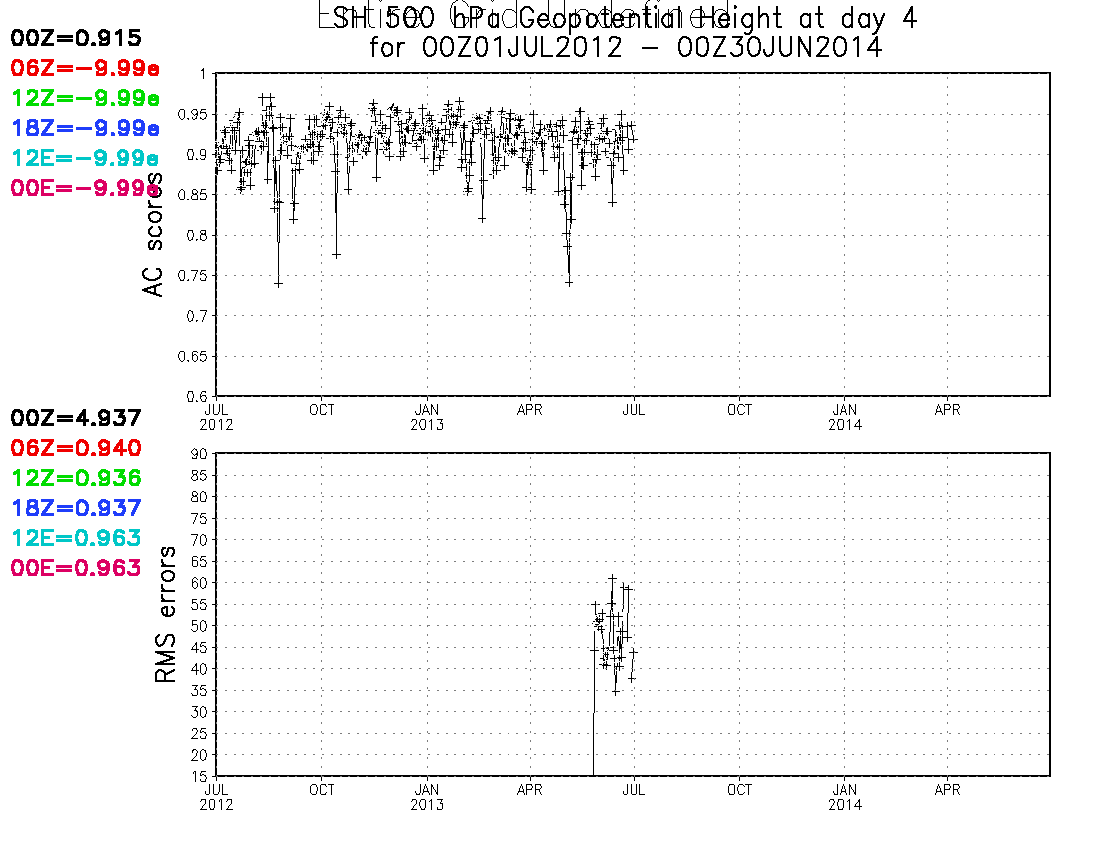 Entire Grid Undefined
SH 500 hPa Geopotential Height at day 4
for 00Z01JUL2012 – 00Z30JUN2014
00Z=0.915
06Z=−9.99e
12Z=−9.99e
18Z=−9.99e
12E=−9.99e
00E=−9.99e
AC scores
1
0.95
0.9
0.85
0.8
0.75
0.7
0.65
0.6
JUL OCT JAN APR JUL OCT JAN APR
2012 2013 2014
00Z=4.937
06Z=0.940
12Z=0.936
18Z=0.937
12E=0.963
00E=0.963
RMS errors
90
85
80
75
70
65
60
55
50
45
40
35
30
25
20
15
JUL OCT JAN APR JUL OCT JAN APR
2012 2013 2014